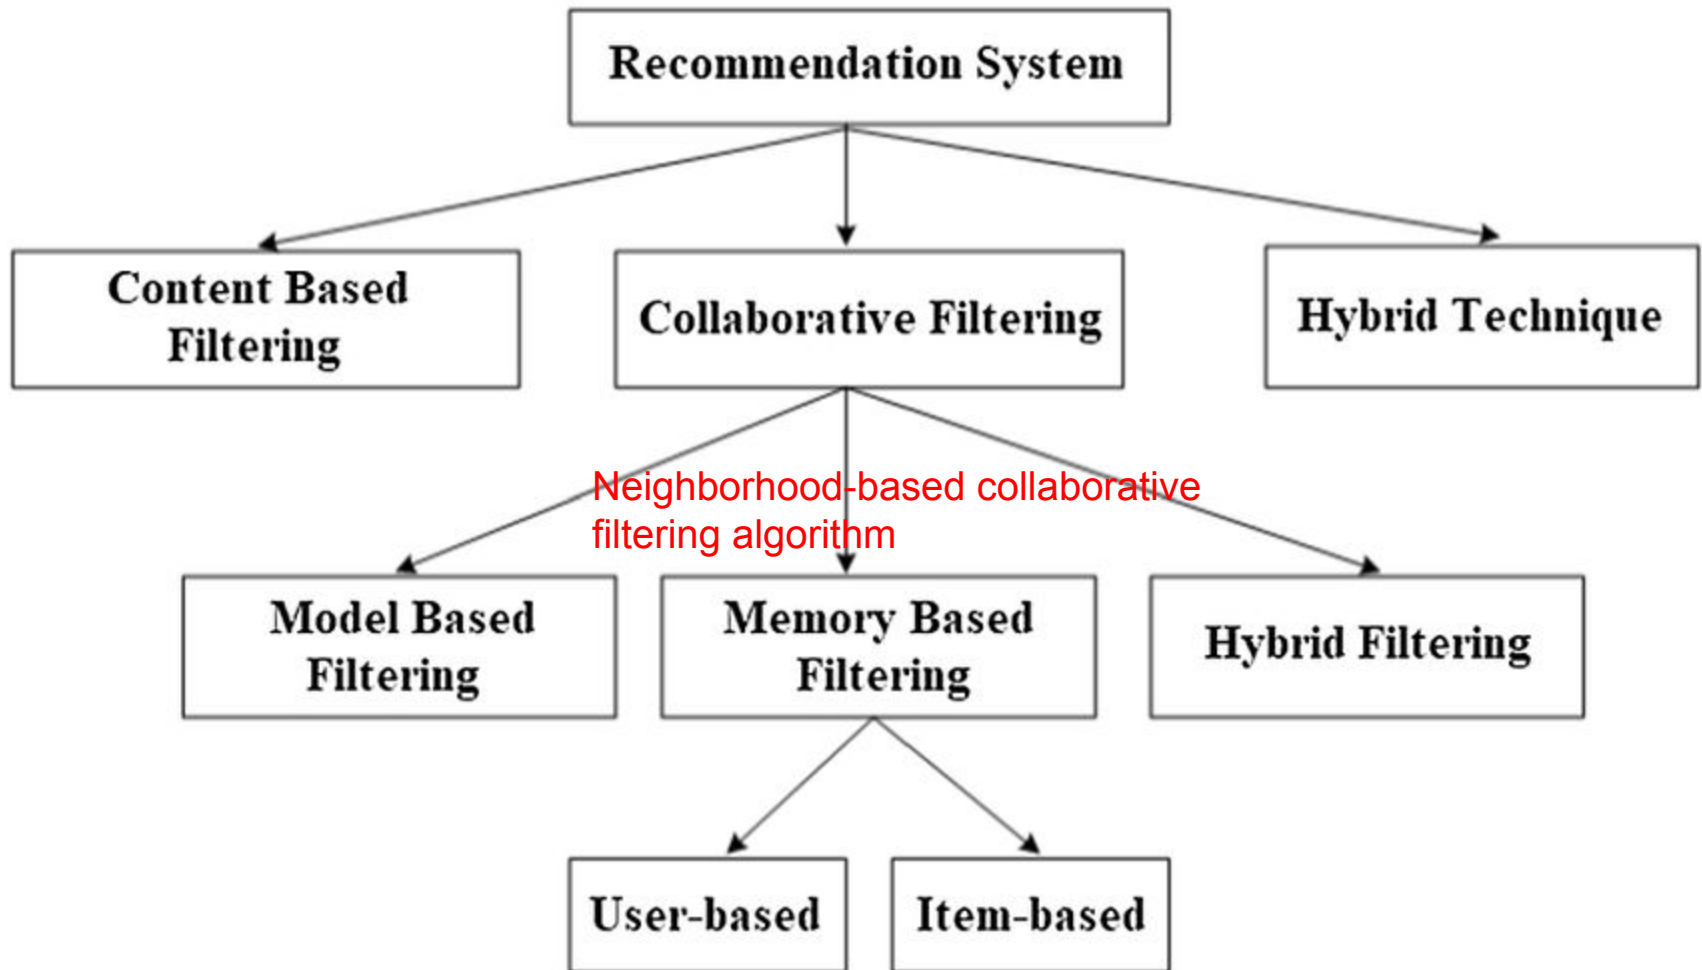 Recommendation System
Content Based
Filtering
Collaborative Filtering
Hybrid Technique
Neighborhood-based collaborative
filtering algorithm
Model Based
Filtering
Memory Based
Filtering
Hybrid Filtering
User-based
Item-based